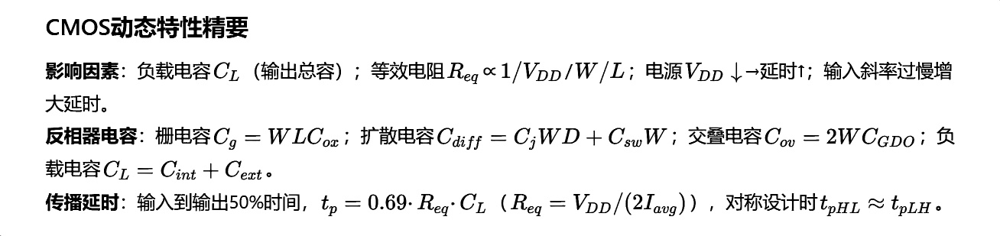 CMOS动态特性精要
影响因素：负载电容$C_L$（输出总容）；等效电阻$R_{eq} \propto 1/V_{DD}/W/L$；电源$V_{DD}\downarrow$→延时↑；输入斜率过慢增
大延时。
反相器电容：栅电容$C_g = WLC_{ox}$；扩散电容$C_{diff} = C_jWD + C_{sw}W$；交叠电容$C_{ov} = 2WC_{GDO}$；负
载电容$C_L = C_{int} + C_{ext}$。
传播延时：输入到输出50%时间，$t_p = 0.69 \cdot R_{eq} \cdot C_L$（$R_{eq} = V_{DD}/(2I_{avg})$），对称设计时$t_{pHL} \approx t_{pLH}$。